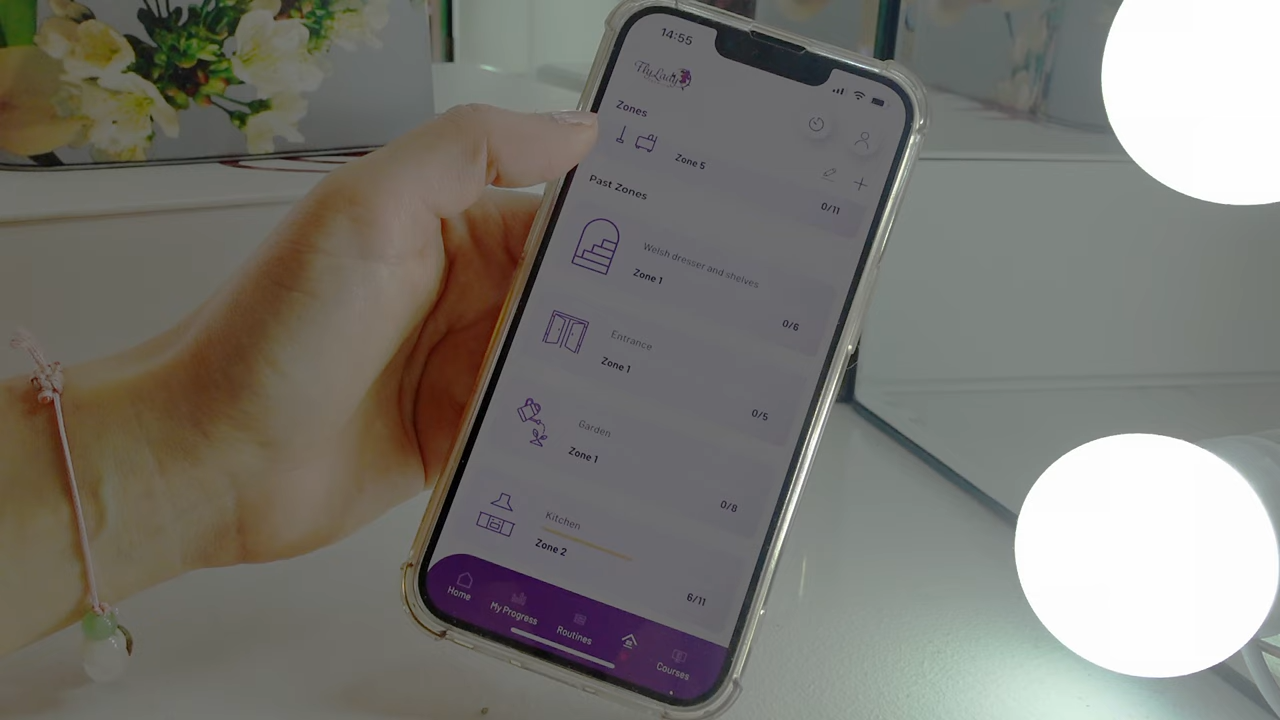 14:55
FlyLady
Zones
Zone 5
0/11
Past Zones
Welsh dresser and shelves
Zone 1
0/6
Entrance
Zone 1
0/5
Garden
Zone 1
0/8
Kitchen
Zone 2
6/11
Home
My Progress
Routines
Courses